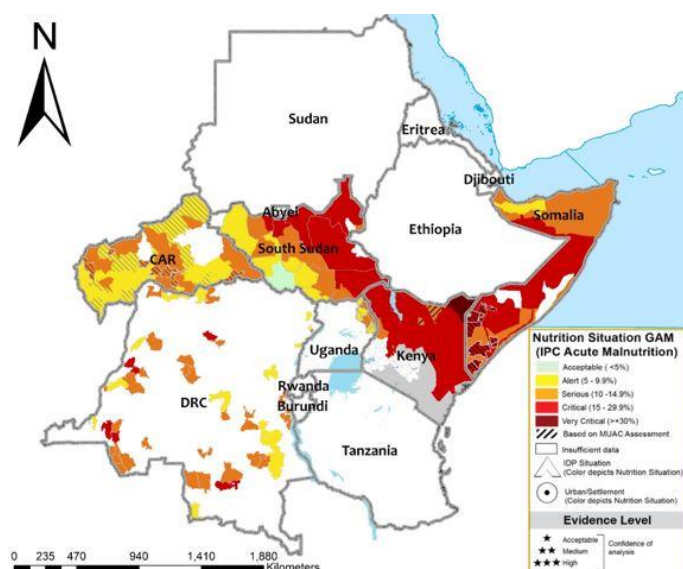 N
Sudan
Eritrea
Djibouti
Abyei
Ethiopia
Somalia
South Sudan
CAR
Uganda
Kenya
Rwanda
DRC
Burundi
Tanzania
Nutrition Situation GAM
(IPC Acute Malnutrition)
Acceptable ( <5%)
Alert (5 - 9.9%)
Serious (10 -14.9%)
Critical (15 - 29.9%)
Very Critical (>+30%)
Based on MUAC Assessment
Insufficient data
IDP Situation
(Color depicts Nutrition Situation)
Urban/Settlement
(Color depicts Nutrition Situation)
Evidence Level
★ Acceptable
★★ Medium
★★★ High
Confidence of
analysis
0 235 470 940 1,410 1,880
Kilometers